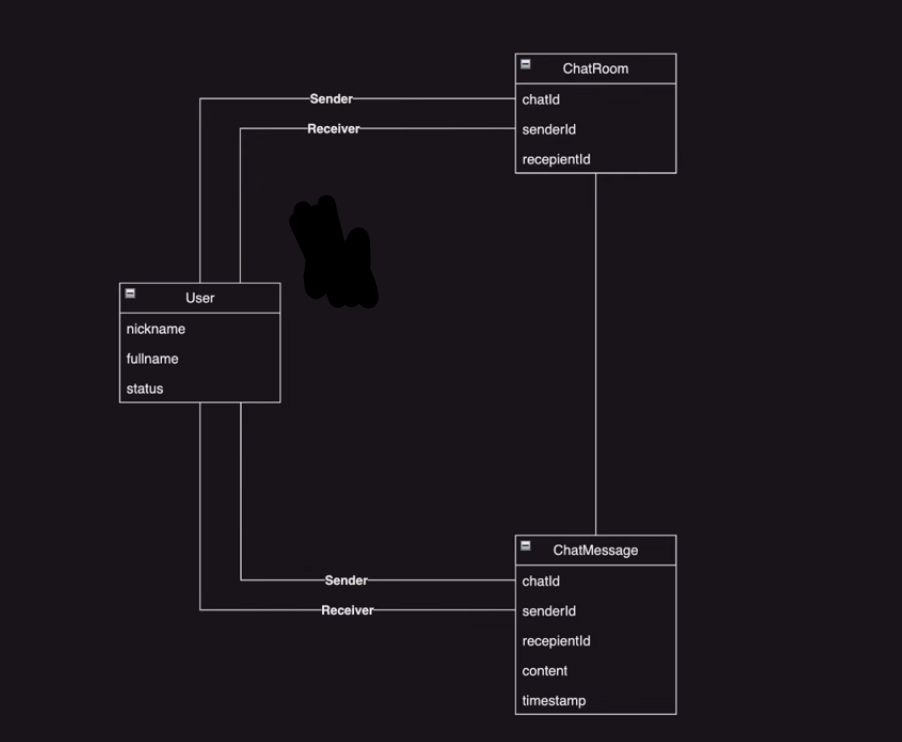 ChatRoom
Sender
chatId
Receiver
senderId
recepientId
User
nickname
fullname
status
ChatMessage
Sender
chatId
Receiver
senderId
recepientId
content
timestamp